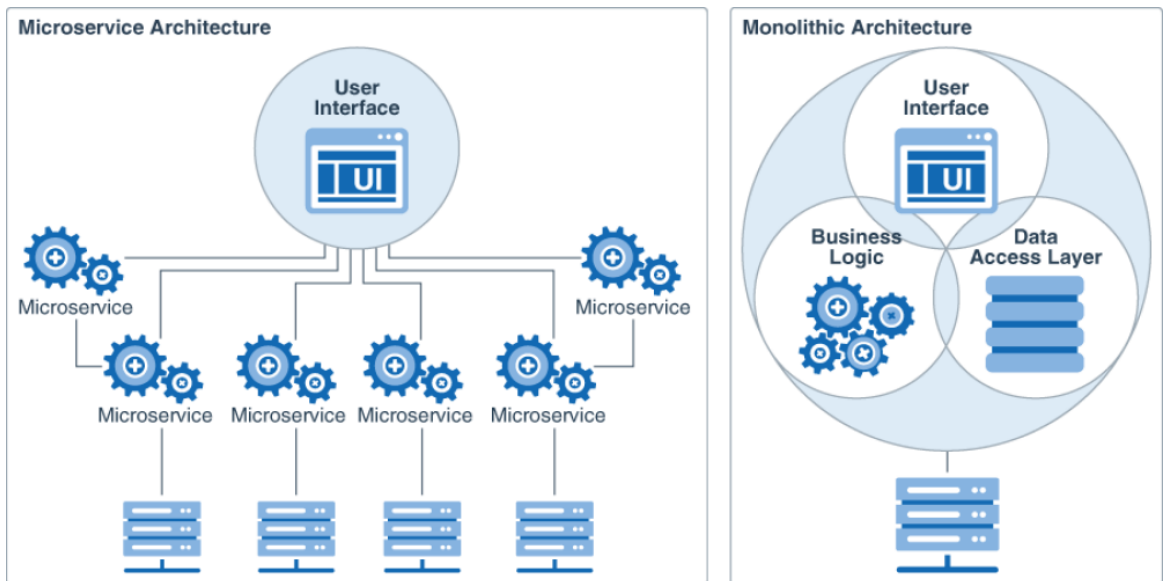 Microservice Architecture
User
Interface
UI
Microservice
Microservice
Microservice
Microservice
Microservice
Microservice
Monolithic Architecture
User
Interface
UI
Business
Logic
Data
Access Layer